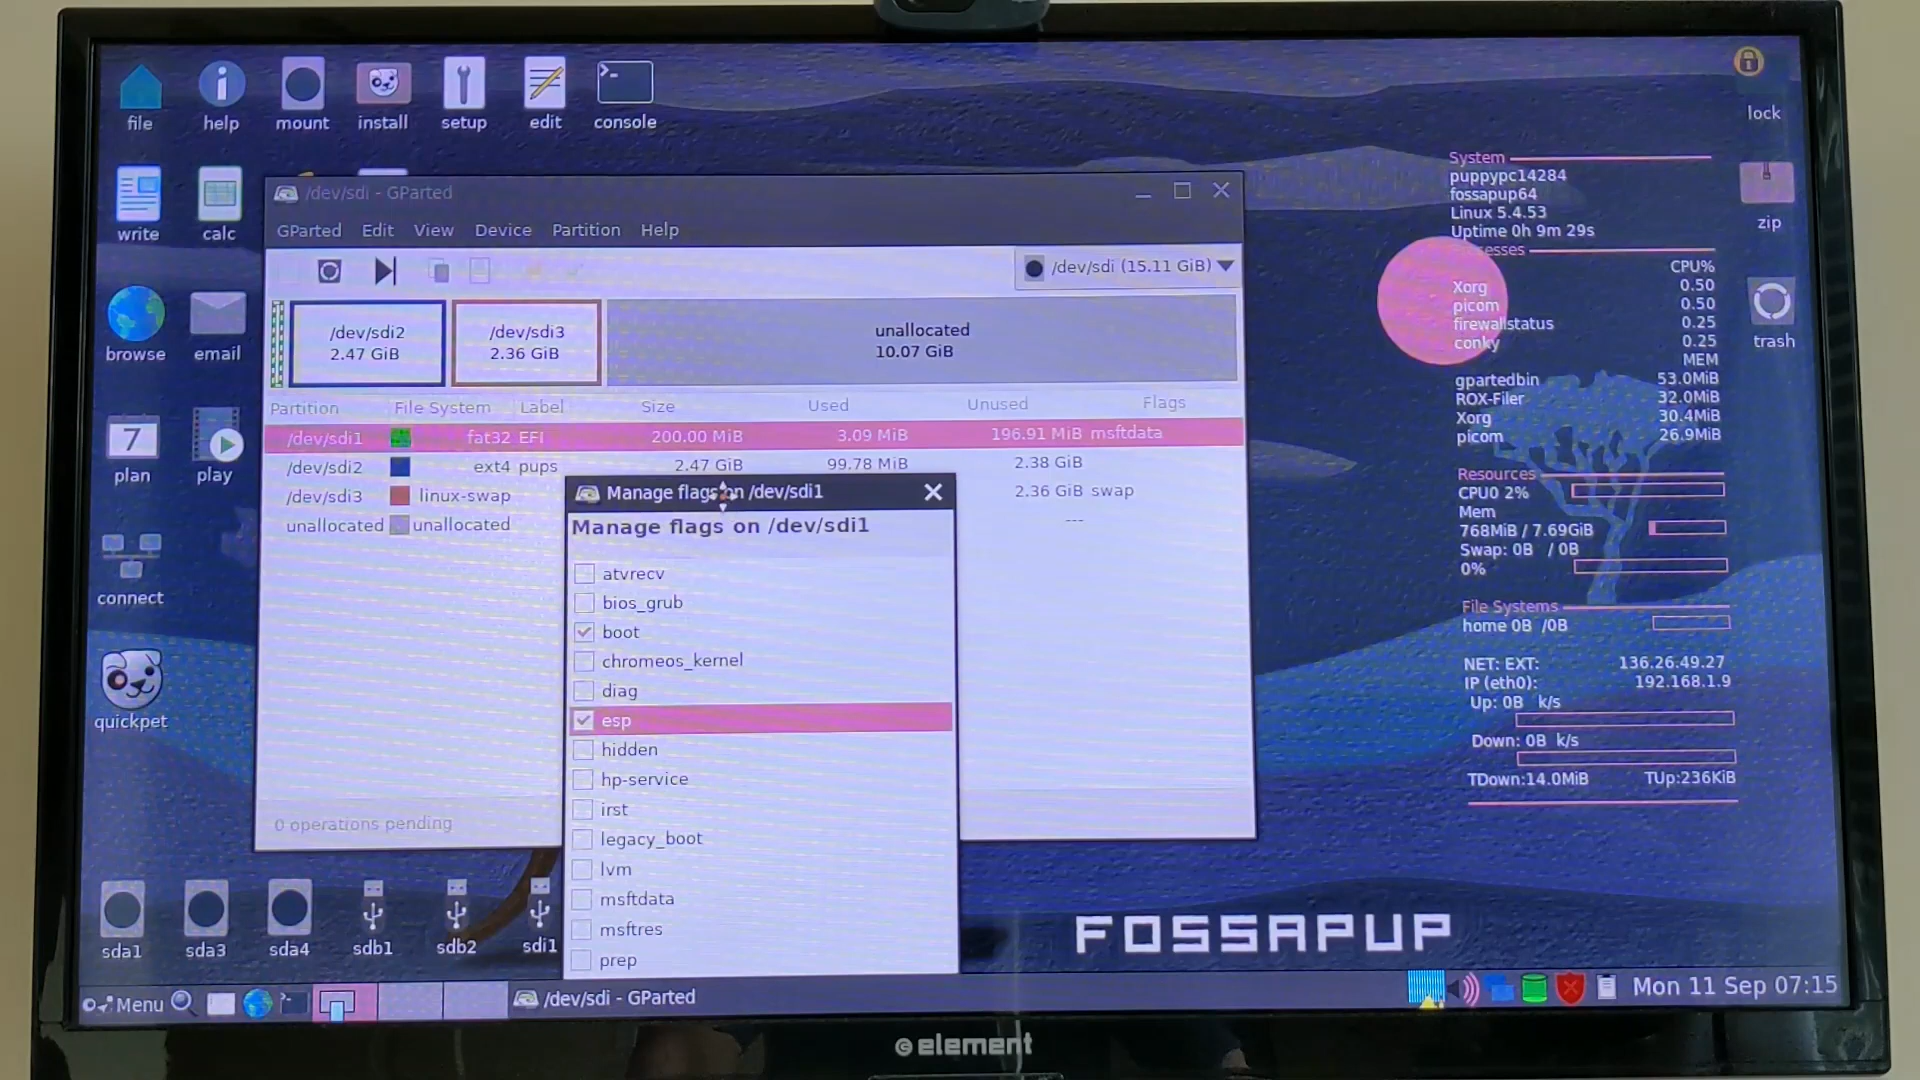 file
help
mount
install
setup
edit
console
lock
write
calc
zip
browse
email
trash
plan
play
7
connect
quickpet
/dev/sdi - GParted
GParted Edit View Device Partition Help
/dev/sdi (15.11 GiB)
/dev/sdi2
2.47 GiB
/dev/sdi3
2.36 GiB
unallocated
10.07 GiB
Partition File System Label Size Used Unused Flags
/dev/sdi1 fat32 EFI 200.00 MiB 3.09 MiB 196.91 MiB msftdata
/dev/sdi2 ext4 pups 2.47 GiB 99.78 MiB 2.38 GiB
/dev/sdi3 linux-swap 2.36 GiB swap
unallocated unallocated ---
Manage flags on /dev/sdi1
Manage flags on /dev/sdi1
atvrecv
bios_grub
boot
chromeos_kernel
diag
esp
hidden
hp-service
irst
legacy_boot
lvm
msftdata
msftres
prep
0 operations pending
System
puppypc14284
fossapup64
Linux 5.4.53
Uptime 0h 9m 29s
CPU%
Xorg 0.50
picom 0.50
firewallstatus 0.25
conky 0.25
MEM
gpartedbin 53.0MiB
ROX-Filer 32.0MiB
Xorg 30.4MiB
picom 26.9MiB
Resources
CPU0 2%
Mem
768MiB / 7.69GiB
Swap: 0B / 0B
0%
File Systems
home 0B /0B
NET: EXT: 136.26.49.27
IP (eth0): 192.168.1.9
Up: 0B k/s
Down: 0B k/s
TDown:14.0MiB TUp:236KiB
sda1
sda3
sda4
sdb1
sdb2
sdi1
FOSSAPUP
Menu
/dev/sdi - GParted
Mon 11 Sep 07:15
element